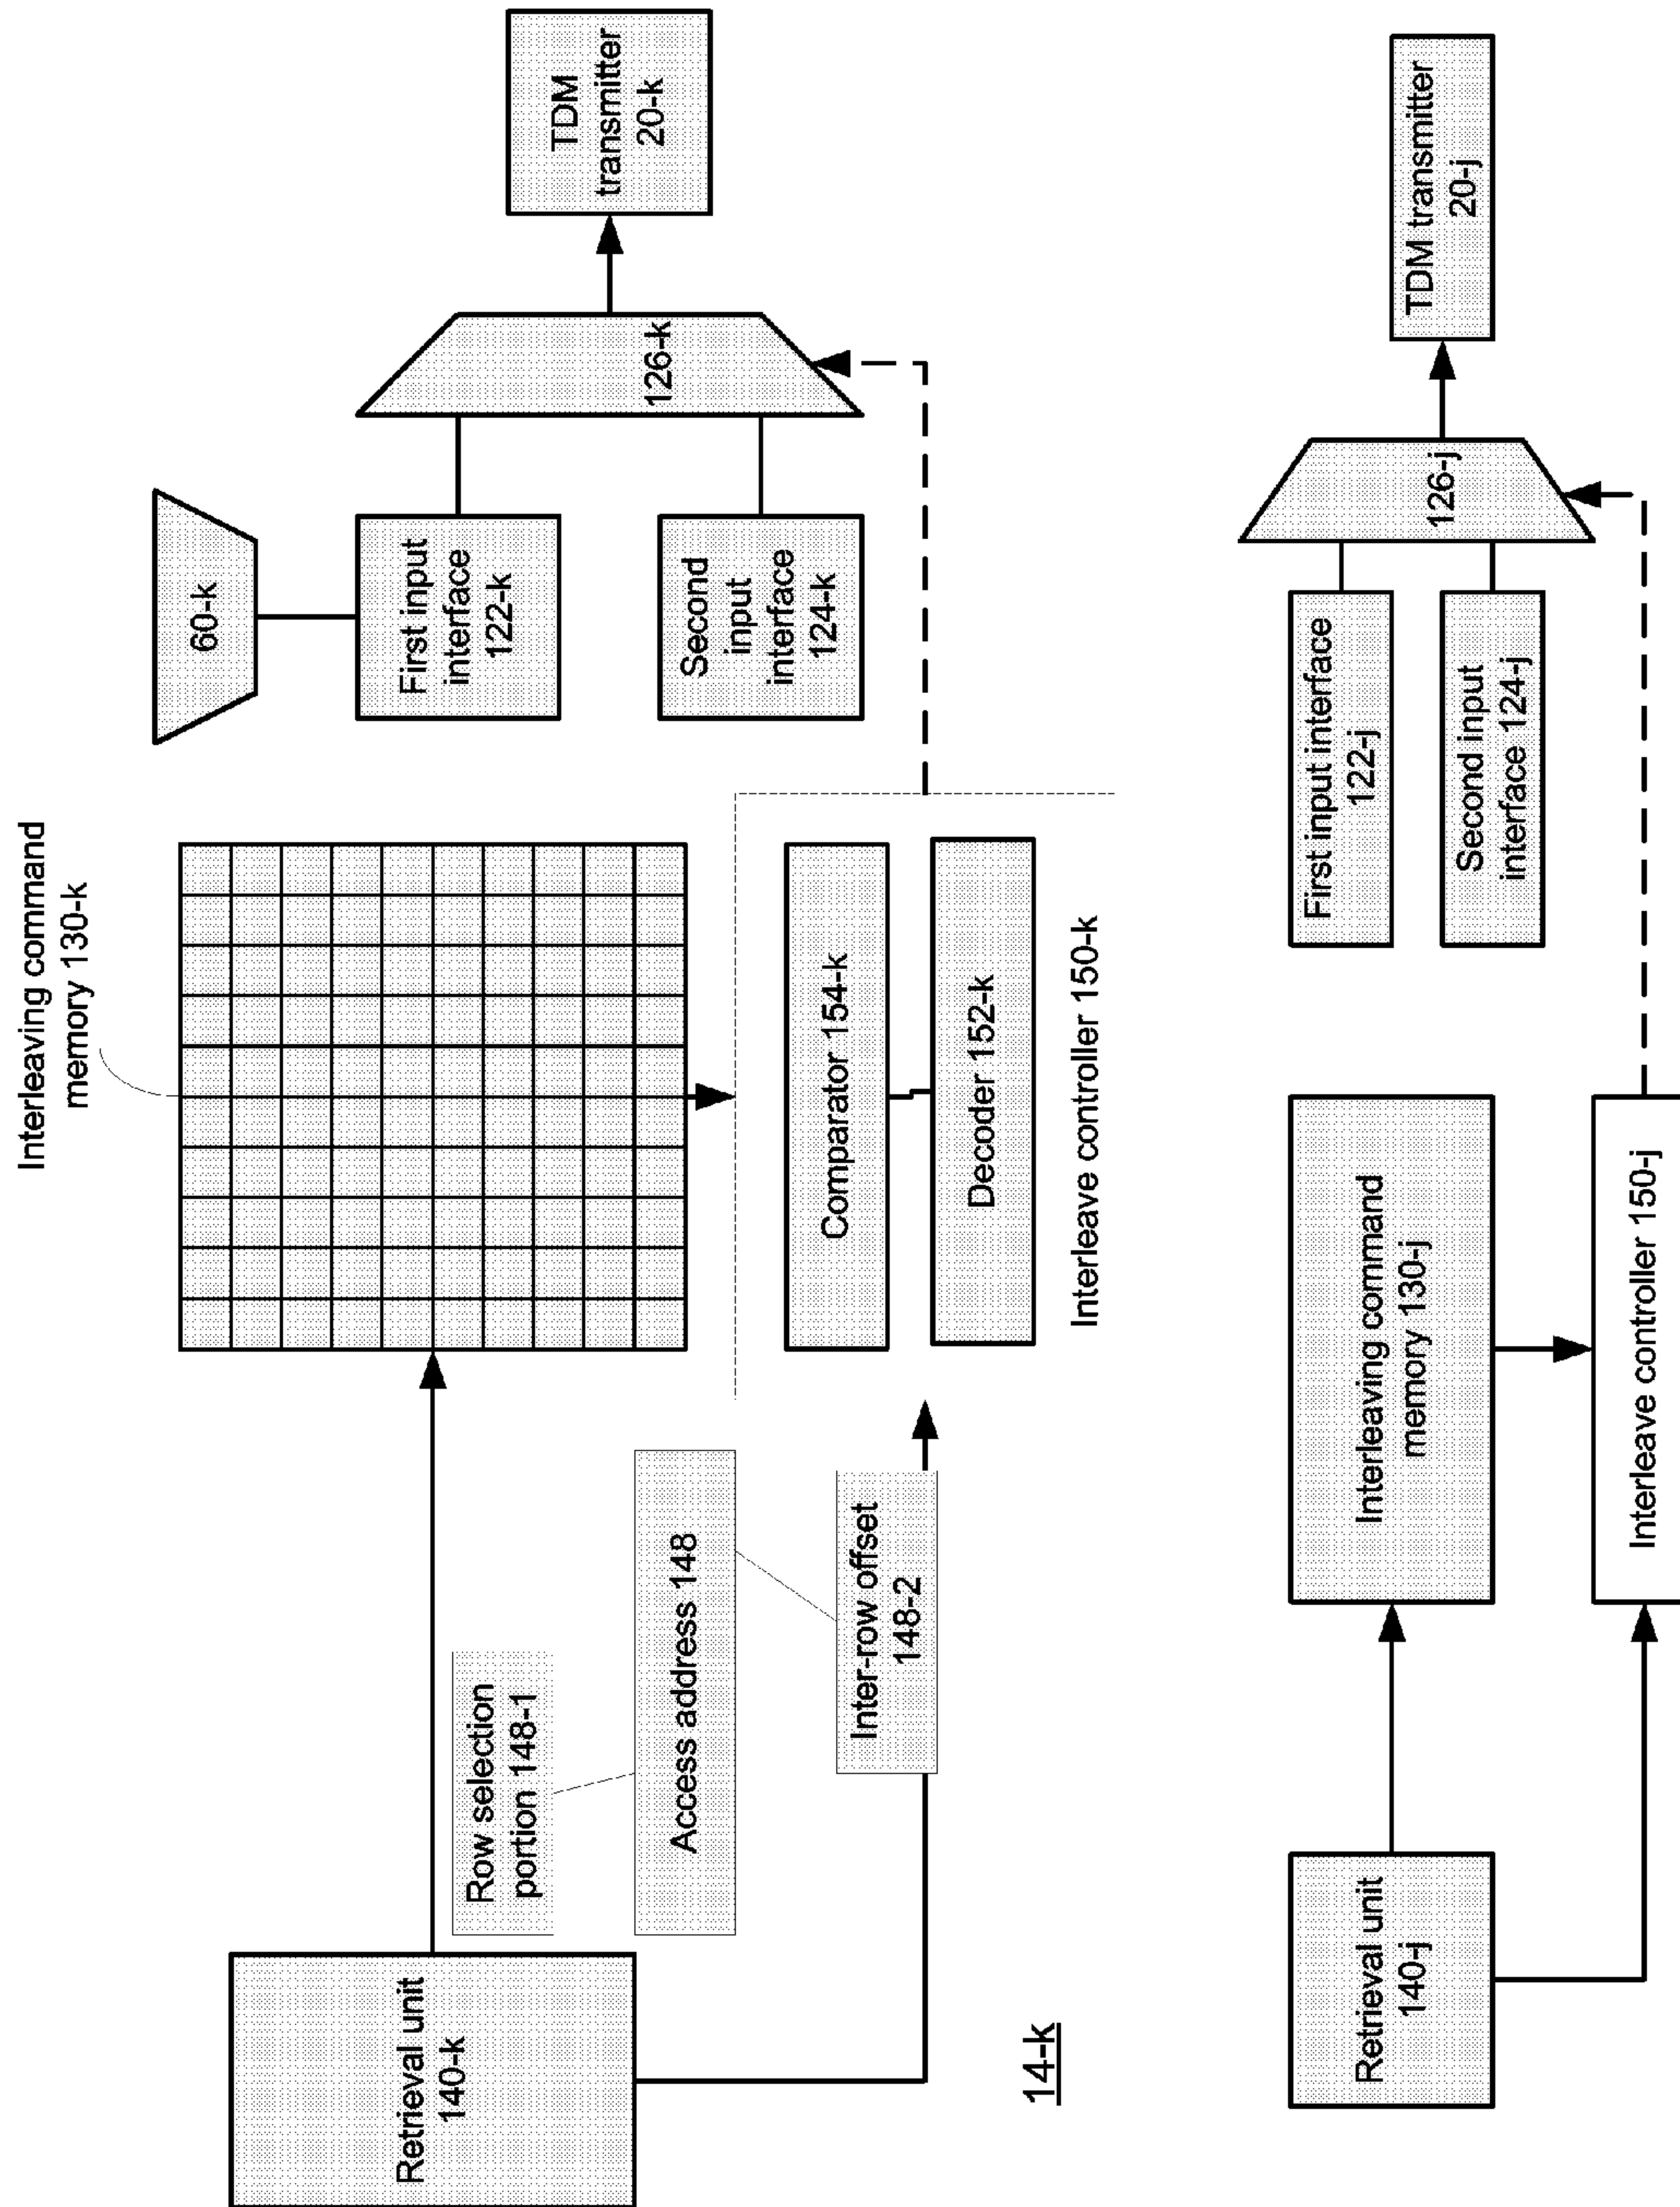 Interleaving command
memory 130-k
Retrieval unit
140-k
Row selection
portion 148-1
Access address 148
Inter-row offset
148-2
Comparator 154-k
Decoder 152-k
Interleave controller 150-k
60-k
First input
interface
122-k
Second
input
interface
124-k
126-k
TDM
transmitter
20-k
14-k
Retrieval unit
140-j
Interleaving command
memory 130-j
Interleave controller 150-j
First input interface
122-j
Second input
interface 124-j
126-j
TDM transmitter
20-j